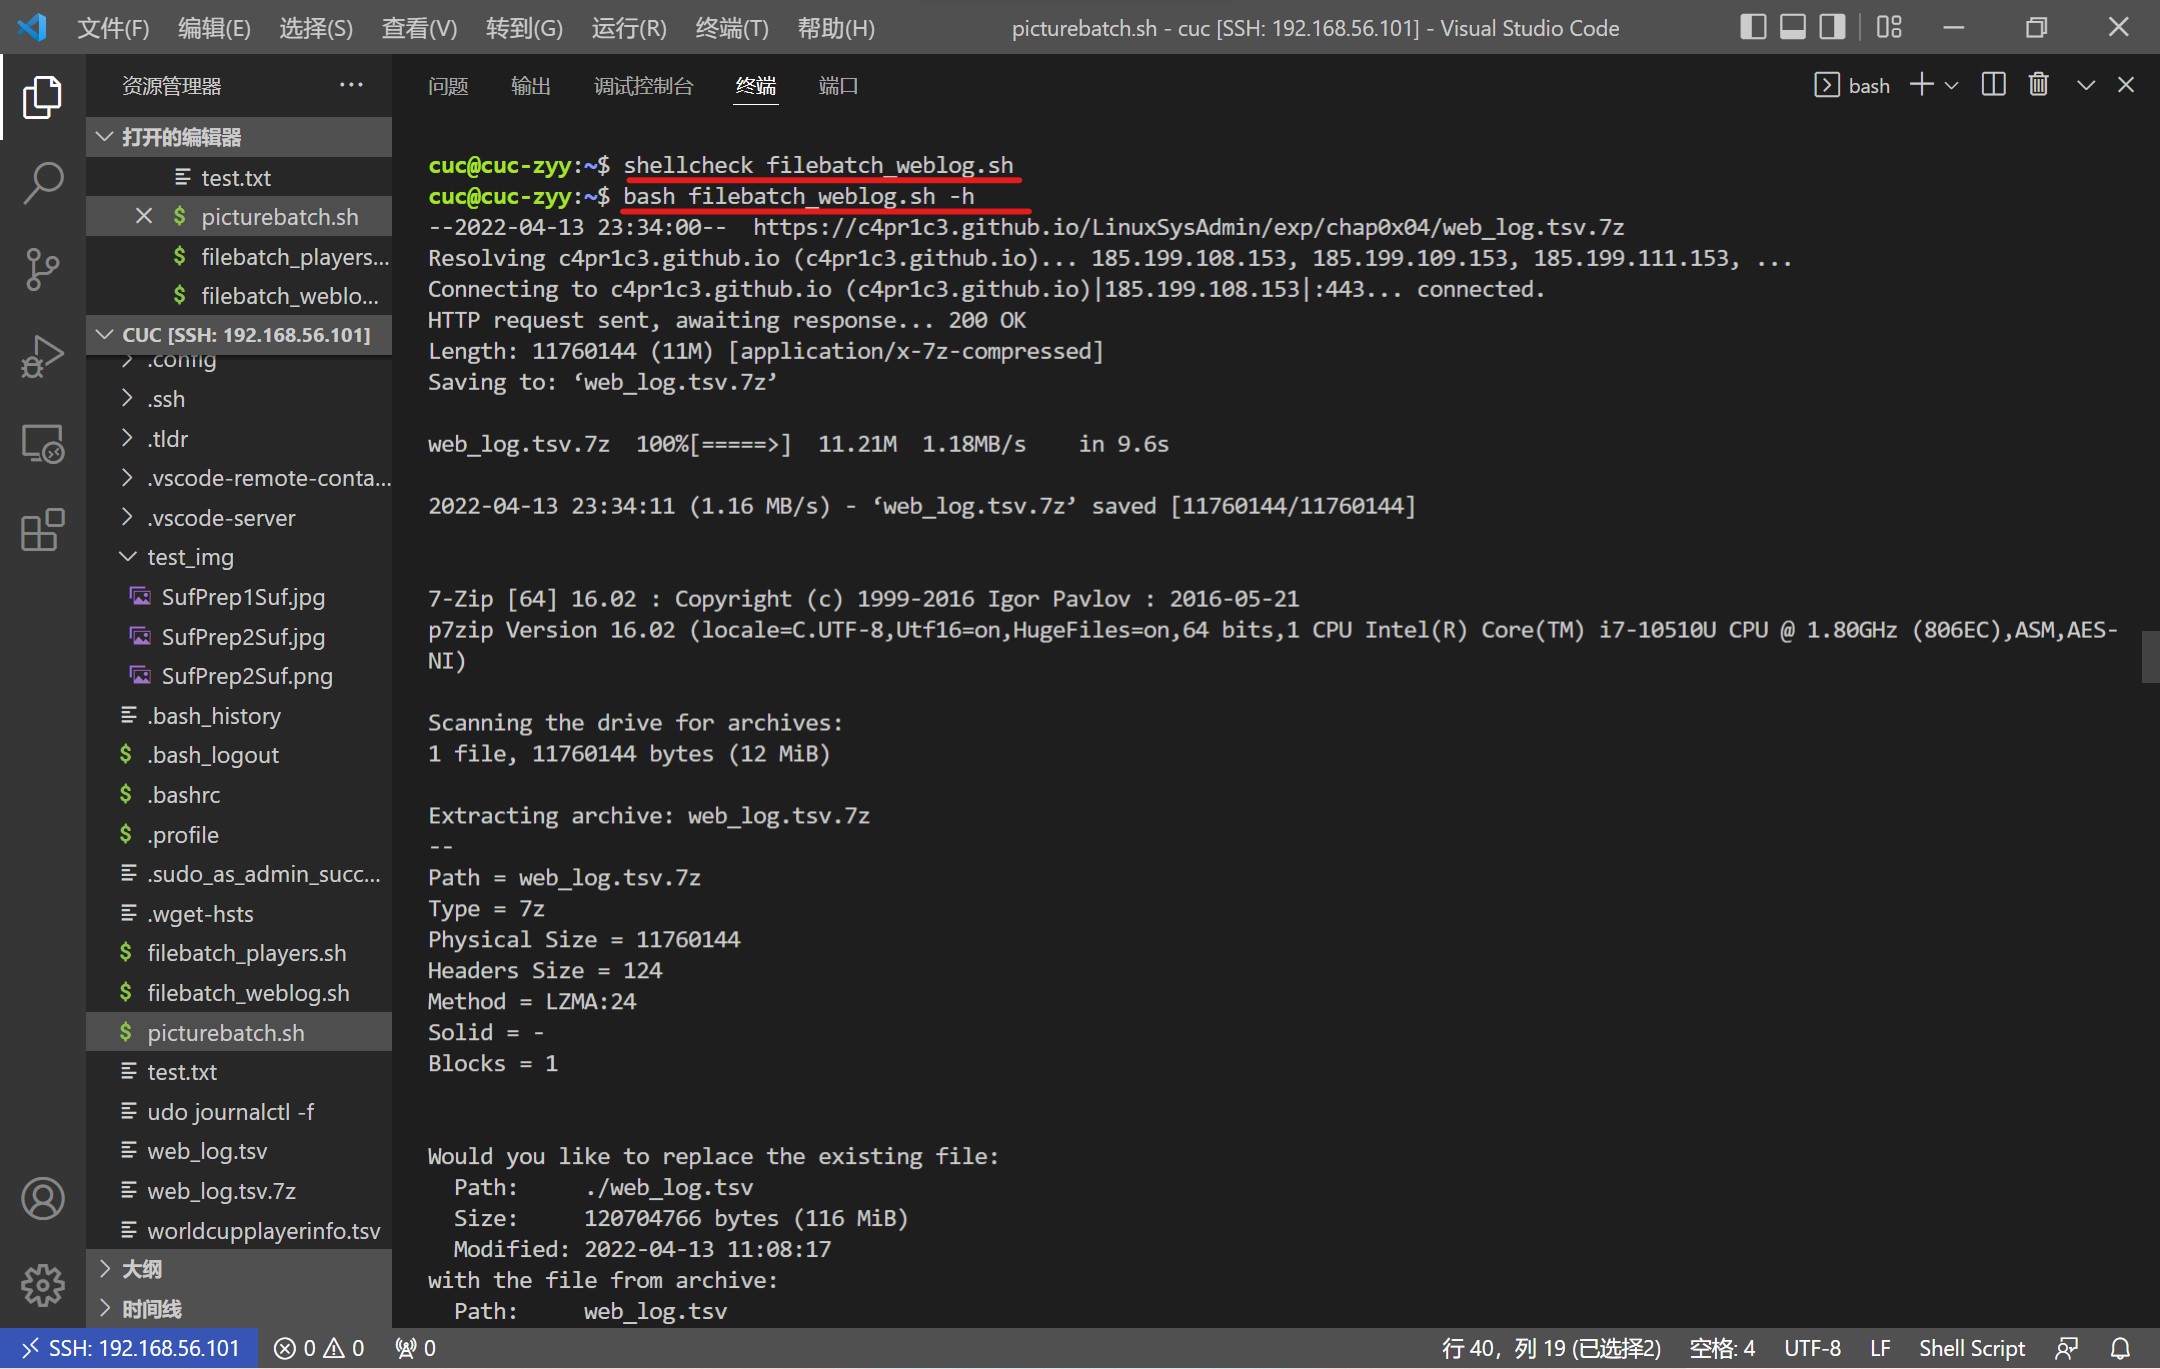 文件(F) 编辑(E) 选择(S) 查看(V) 转到(G) 运行(R) 终端(T) 帮助(H) picturebatch.sh - cuc [SSH: 192.168.56.101] - Visual Studio Code
资源管理器 ···
打开的编辑器
test.txt
$ picturebatch.sh
$ filebatch_players...
$ filebatch_weblo...
CUC [SSH: 192.168.56.101]
.config
.ssh
.tldr
.vscode-remote-conta...
.vscode-server
test_img
SufPrep1Suf.jpg
SufPrep2Suf.jpg
SufPrep2Suf.png
.bash_history
$ .bash_logout
$ .bashrc
$ .profile
.sudo_as_admin_succ...
.wget-hsts
$ filebatch_players.sh
$ filebatch_weblog.sh
$ picturebatch.sh
test.txt
udo journalctl -f
web_log.tsv
web_log.tsv.7z
worldcupplayerinfo.tsv
大纲
时间线
问题 输出 调试控制台 终端 端口 bash
cuc@cuc-zyy:~$ shellcheck filebatch_weblog.sh
cuc@cuc-zyy:~$ bash filebatch_weblog.sh -h
--2022-04-13 23:34:00--  https://c4pr1c3.github.io/LinuxSysAdmin/exp/chap0x04/web_log.tsv.7z
Resolving c4pr1c3.github.io (c4pr1c3.github.io)... 185.199.108.153, 185.199.109.153, 185.199.111.153, ...
Connecting to c4pr1c3.github.io (c4pr1c3.github.io)|185.199.108.153|:443... connected.
HTTP request sent, awaiting response... 200 OK
Length: 11760144 (11M) [application/x-7z-compressed]
Saving to: ‘web_log.tsv.7z’
web_log.tsv.7z  100%[=====>]  11.21M  1.18MB/s    in 9.6s
2022-04-13 23:34:11 (1.16 MB/s) - ‘web_log.tsv.7z’ saved [11760144/11760144]
7-Zip [64] 16.02 : Copyright (c) 1999-2016 Igor Pavlov : 2016-05-21
p7zip Version 16.02 (locale=C.UTF-8,Utf16=on,HugeFiles=on,64 bits,1 CPU Intel(R) Core(TM) i7-10510U CPU @ 1.80GHz (806EC),ASM,AES-
NI)
Scanning the drive for archives:
1 file, 11760144 bytes (12 MiB)
Extracting archive: web_log.tsv.7z
--
Path = web_log.tsv.7z
Type = 7z
Physical Size = 11760144
Headers Size = 124
Method = LZMA:24
Solid = -
Blocks = 1
Would you like to replace the existing file:
Path:     ./web_log.tsv
Size:     120704766 bytes (116 MiB)
Modified: 2022-04-13 11:08:17
with the file from archive:
Path:     web_log.tsv
SSH: 192.168.56.101 0 0 0 行 40，列 19 (已选择2) 空格: 4 UTF-8 LF Shell Script